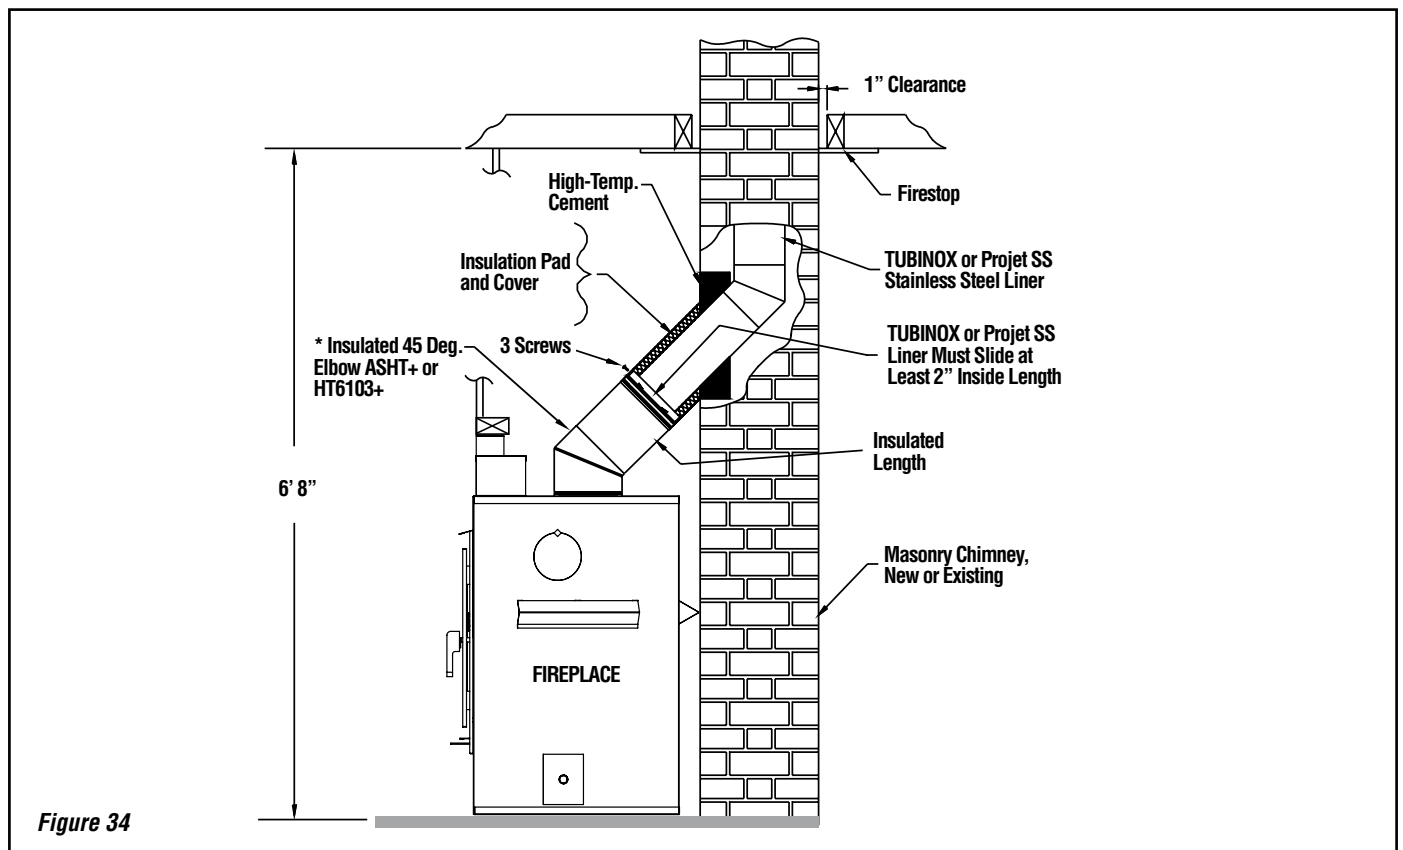 1” Clearance
High-Temp.
Cement
Firestop
Insulation Pad
and Cover
TUBINOX or Projet SS
Stainless Steel Liner
* Insulated 45 Deg.
Elbow ASHT+ or
HT6103+
3 Screws
TUBINOX or Projet SS
Liner Must Slide at
Least 2” Inside Length
Insulated
Length
6’ 8”
Masonry Chimney,
New or Existing
FIREPLACE
Figure 34